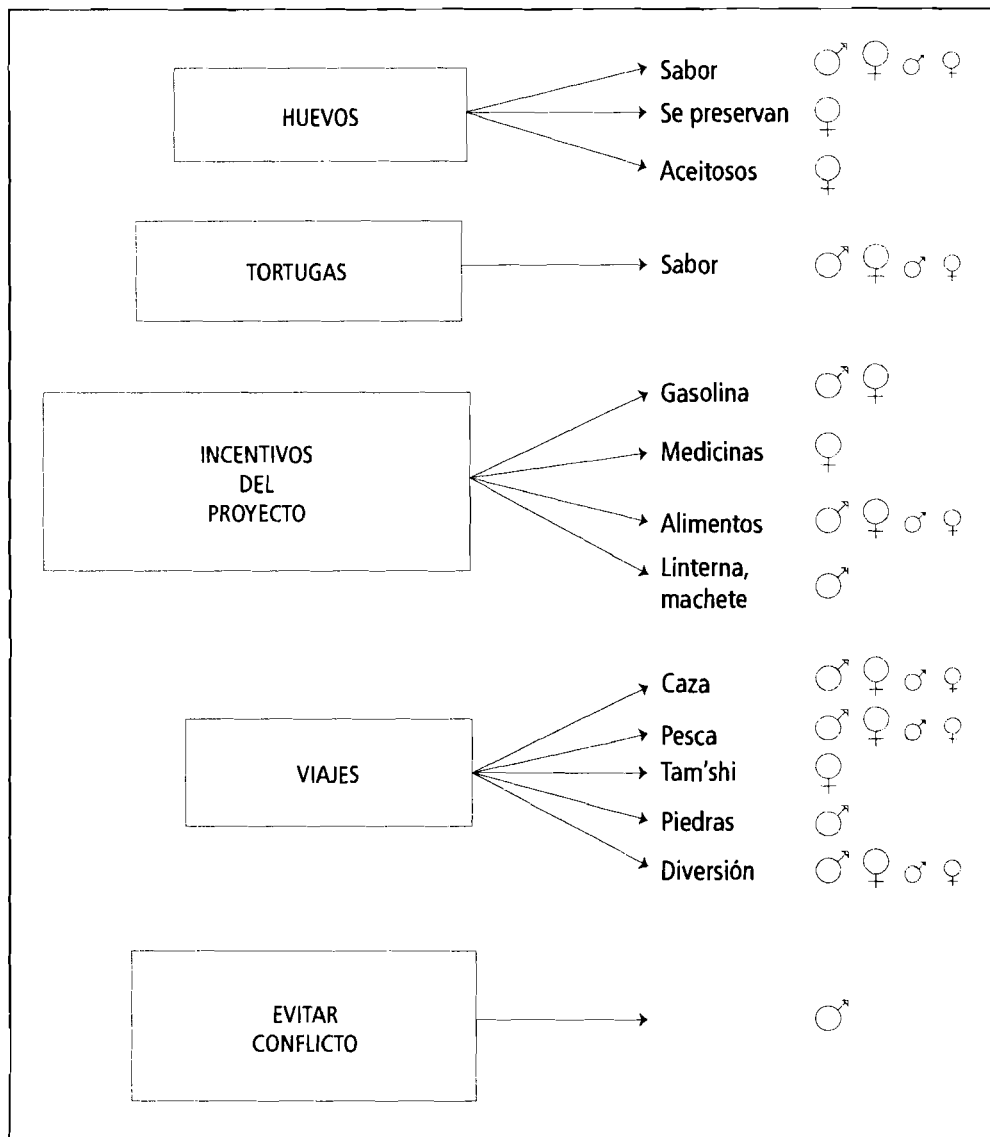 HUEVOS
Sabor
Se preservan
Aceitosos
TORTUGAS
Sabor
INCENTIVOS
DEL
PROYECTO
Gasolina
Medicinas
Alimentos
Linterna,
machete
VIAJES
Caza
Pesca
Tam'shi
Piedras
Diversión
EVITAR
CONFLICTO